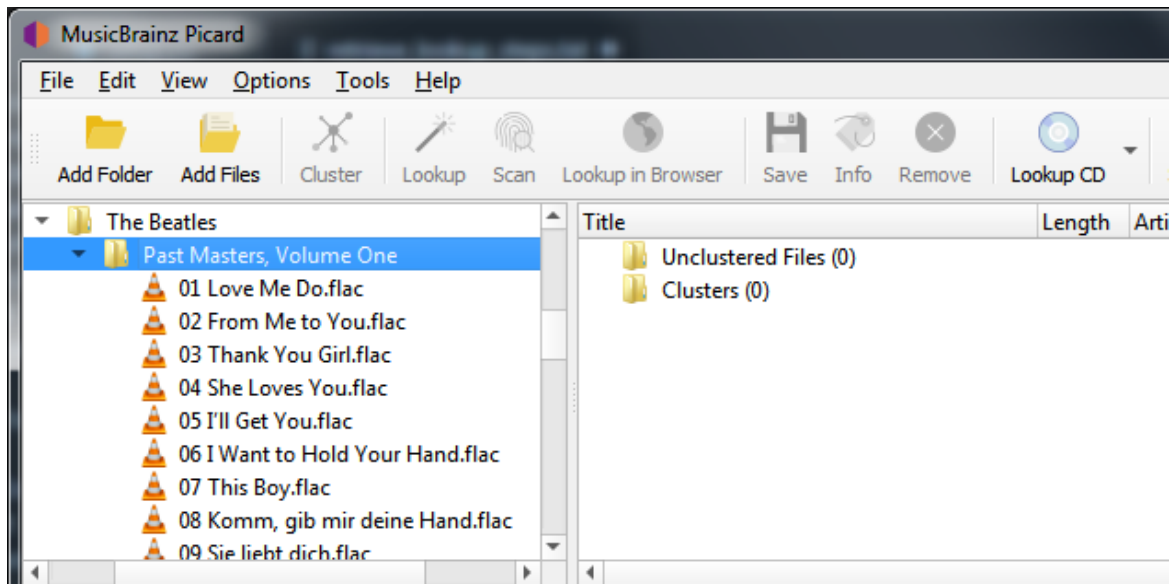 MusicBrainz Picard
File Edit View Options Tools Help
Add Folder Add Files Cluster Lookup Scan Lookup in Browser Save Info Remove Lookup CD
The Beatles
Past Masters, Volume One
01 Love Me Do.flac
02 From Me to You.flac
03 Thank You Girl.flac
04 She Loves You.flac
05 I'll Get You.flac
06 I Want to Hold Your Hand.flac
07 This Boy.flac
08 Komm, gib mir deine Hand.flac
09 Sie liebt dich.flac
Title Length Arti
Unclustered Files (0)
Clusters (0)